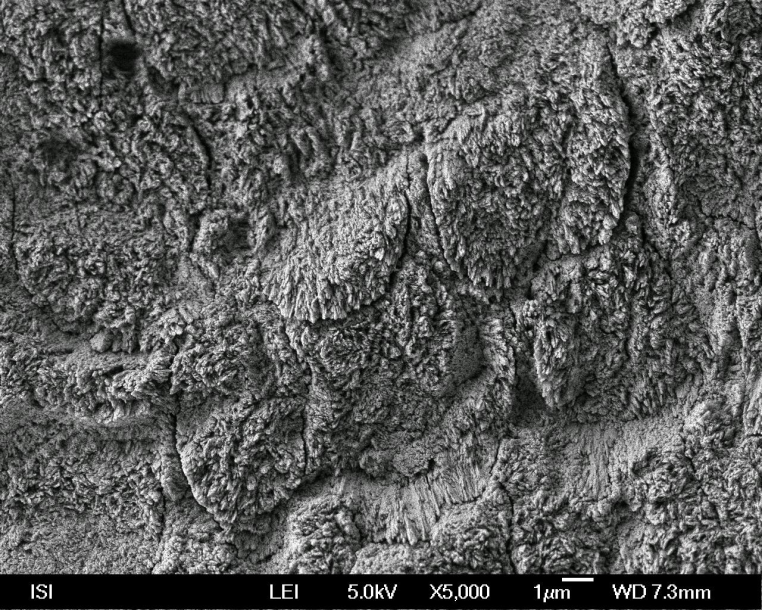 ISI LEI 5.0kV X5,000 1μm WD 7.3mm